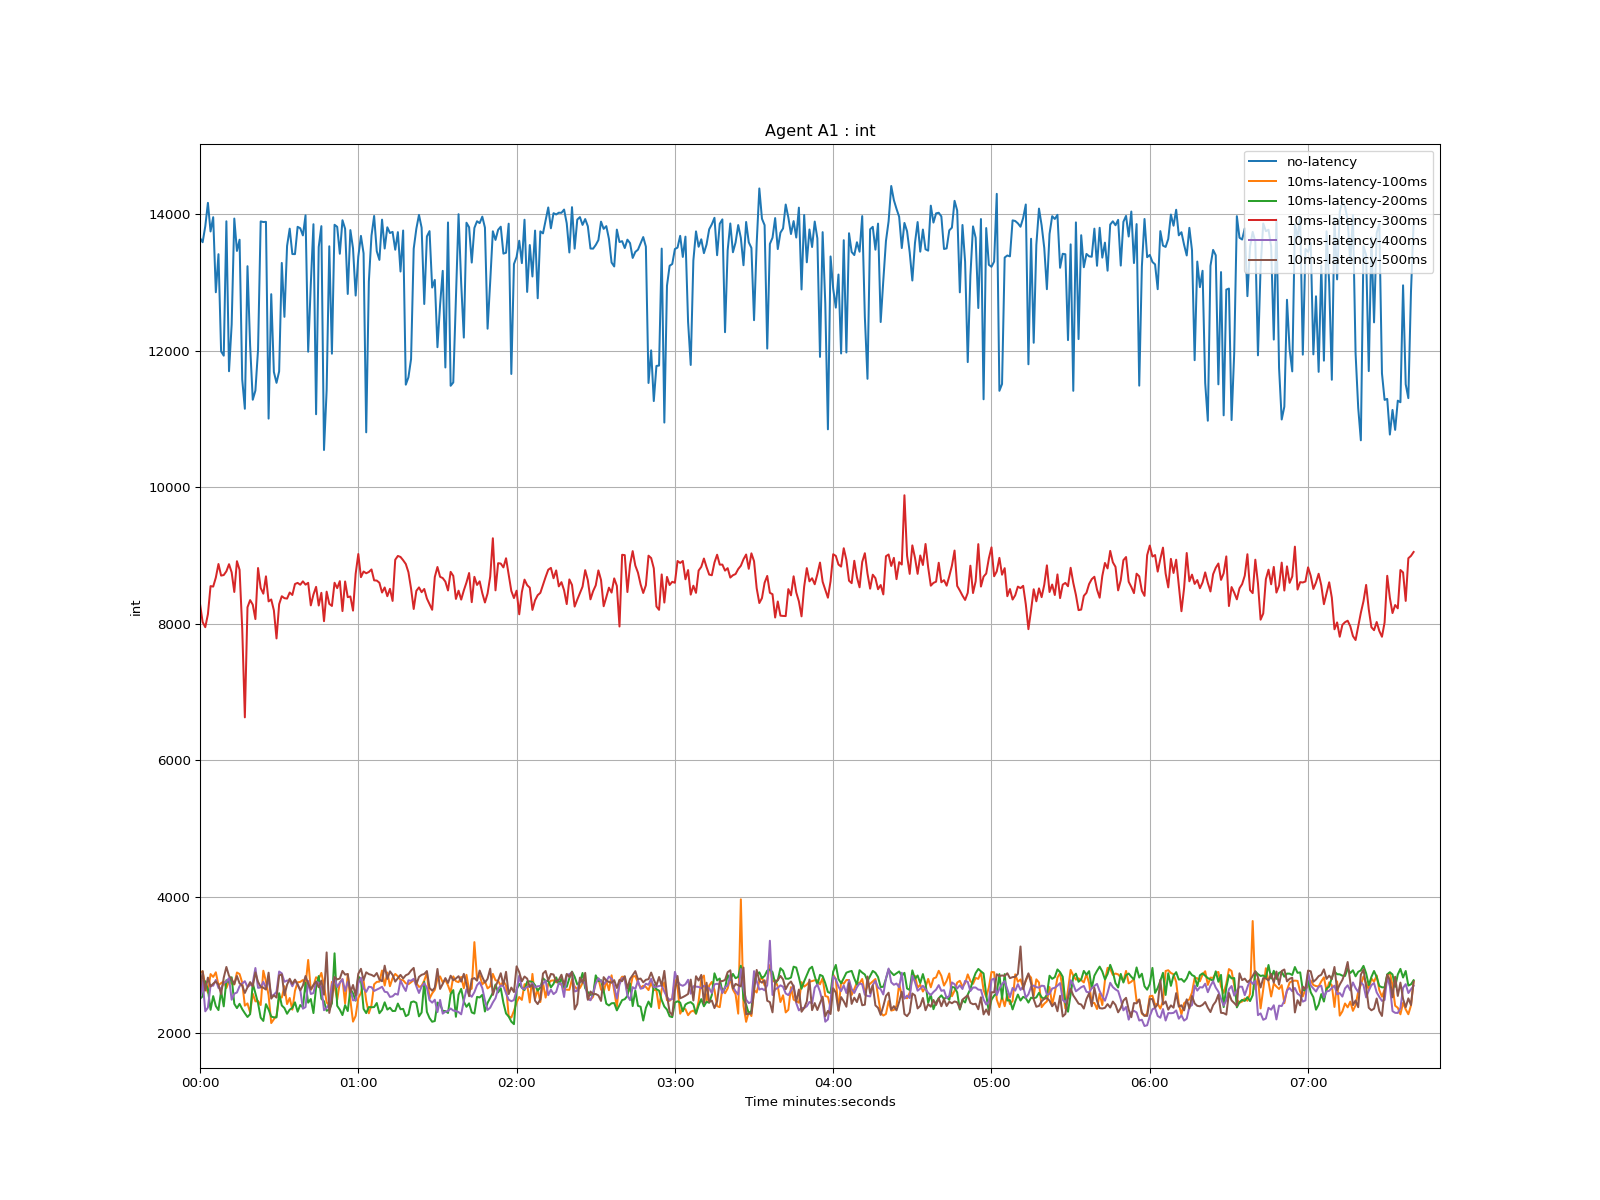 Agent A1 : int
no-latency
10ms-latency-100ms
10ms-latency-200ms
10ms-latency-300ms
10ms-latency-400ms
10ms-latency-500ms
14000
12000
10000
8000
6000
4000
2000
int
00:00 01:00 02:00 03:00 04:00 05:00 06:00 07:00
Time minutes:seconds